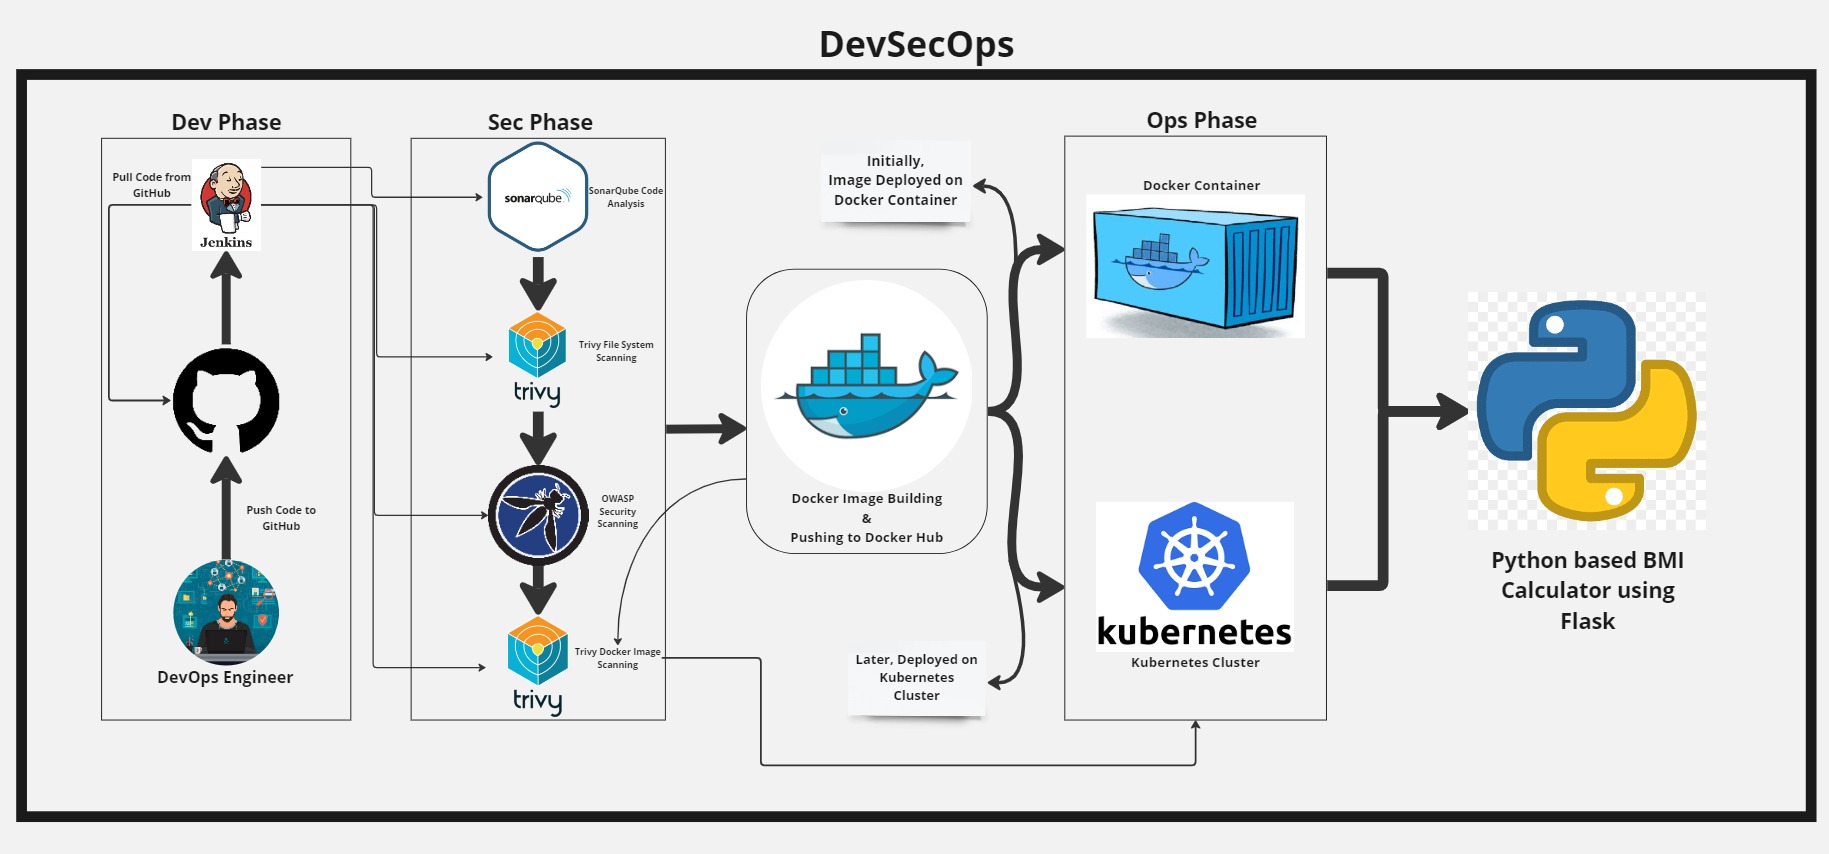 DevSecOps
Dev Phase
Pull Code from
GitHub
Jenkins
Push Code to
GitHub
DevOps Engineer
Sec Phase
sonarqube
SonarQube Code
Analysis
Trivy File System
Scanning
trivy
OWASP
Security
Scanning
Trivy Docker Image
Scanning
trivy
Docker Image Building
&
Pushing to Docker Hub
Initially,
Image Deployed on
Docker Container
Later, Deployed on
Kubernetes
Cluster
Ops Phase
Docker Container
kubernetes
Kubernetes Cluster
Python based BMI
Calculator using
Flask